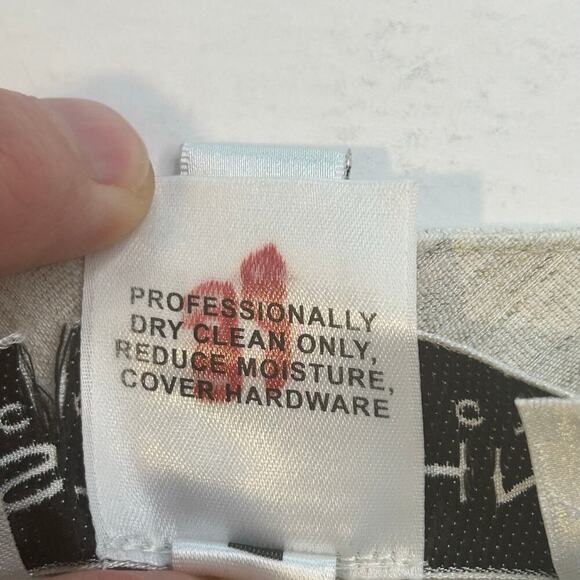 PROFESSIONALLY
DRY CLEAN ONLY,
REDUCE MOISTURE,
COVER HARDWARE